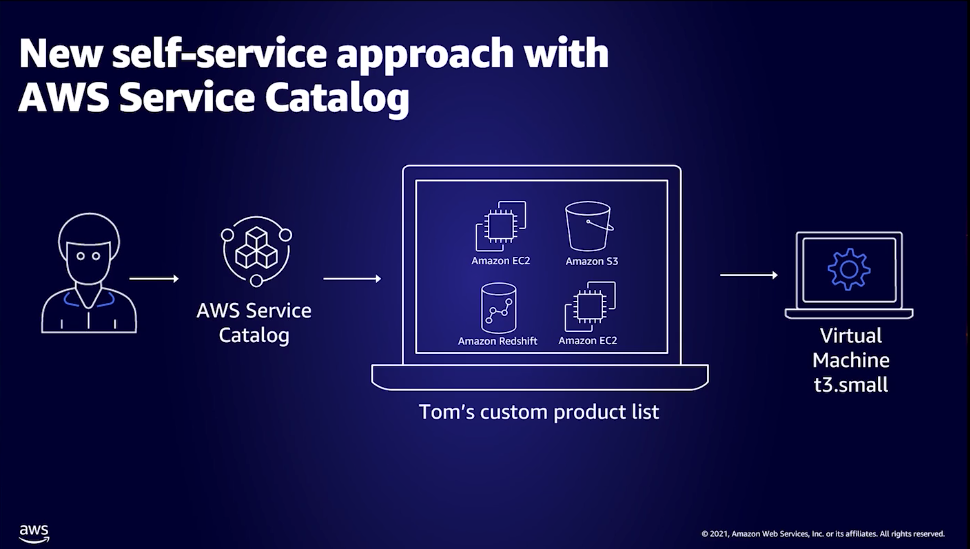 New self-service approach with
AWS Service Catalog
AWS Service
Catalog
Amazon EC2
Amazon S3
Amazon Redshift
Amazon EC2
Tom's custom product list
Virtual
Machine
t3.small
aws
© 2021, Amazon Web Services, Inc. or its affiliates. All rights reserved.